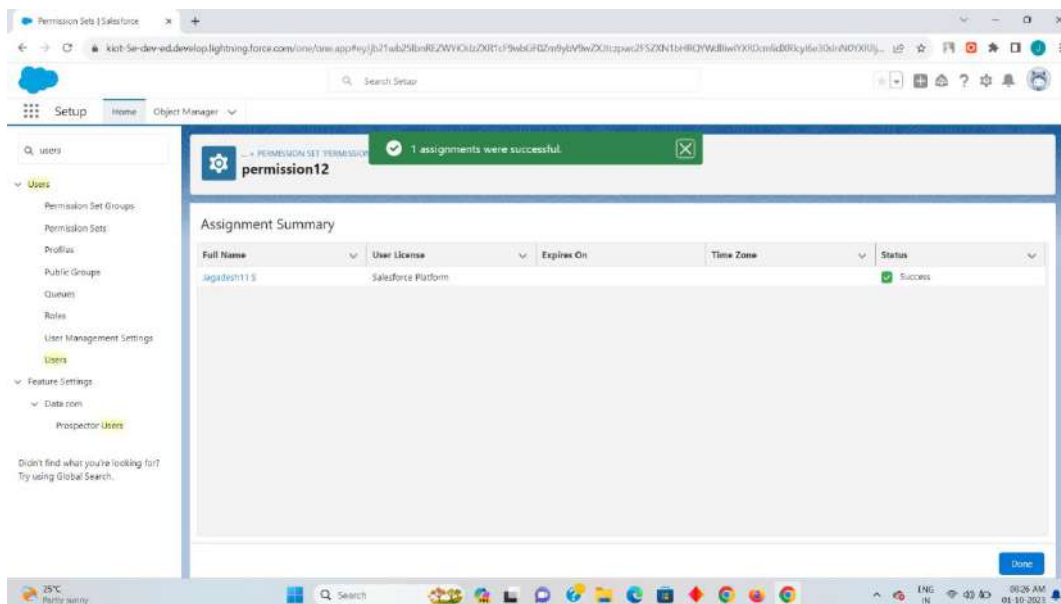 Permission Sets | Salesforce
Search Setup
Setup
Home
Object Manager
users
Users
Permission Set Groups
Permission Sets
Profiles
Public Groups
Queues
Roles
User Management Settings
Users
Feature Settings
Data.com
Prospector Users
Didn't find what you're looking for?
Try using Global Search.
... > PERMISSION SET 'PERMISSION
permission12
1 assignments were successful.
Assignment Summary
Full Name User License Expires On Time Zone Status
Jagadesh11 S Salesforce Platform Success
Done
25°C
Partly sunny
Search
ENG
IN
08:26 AM
01-10-2023